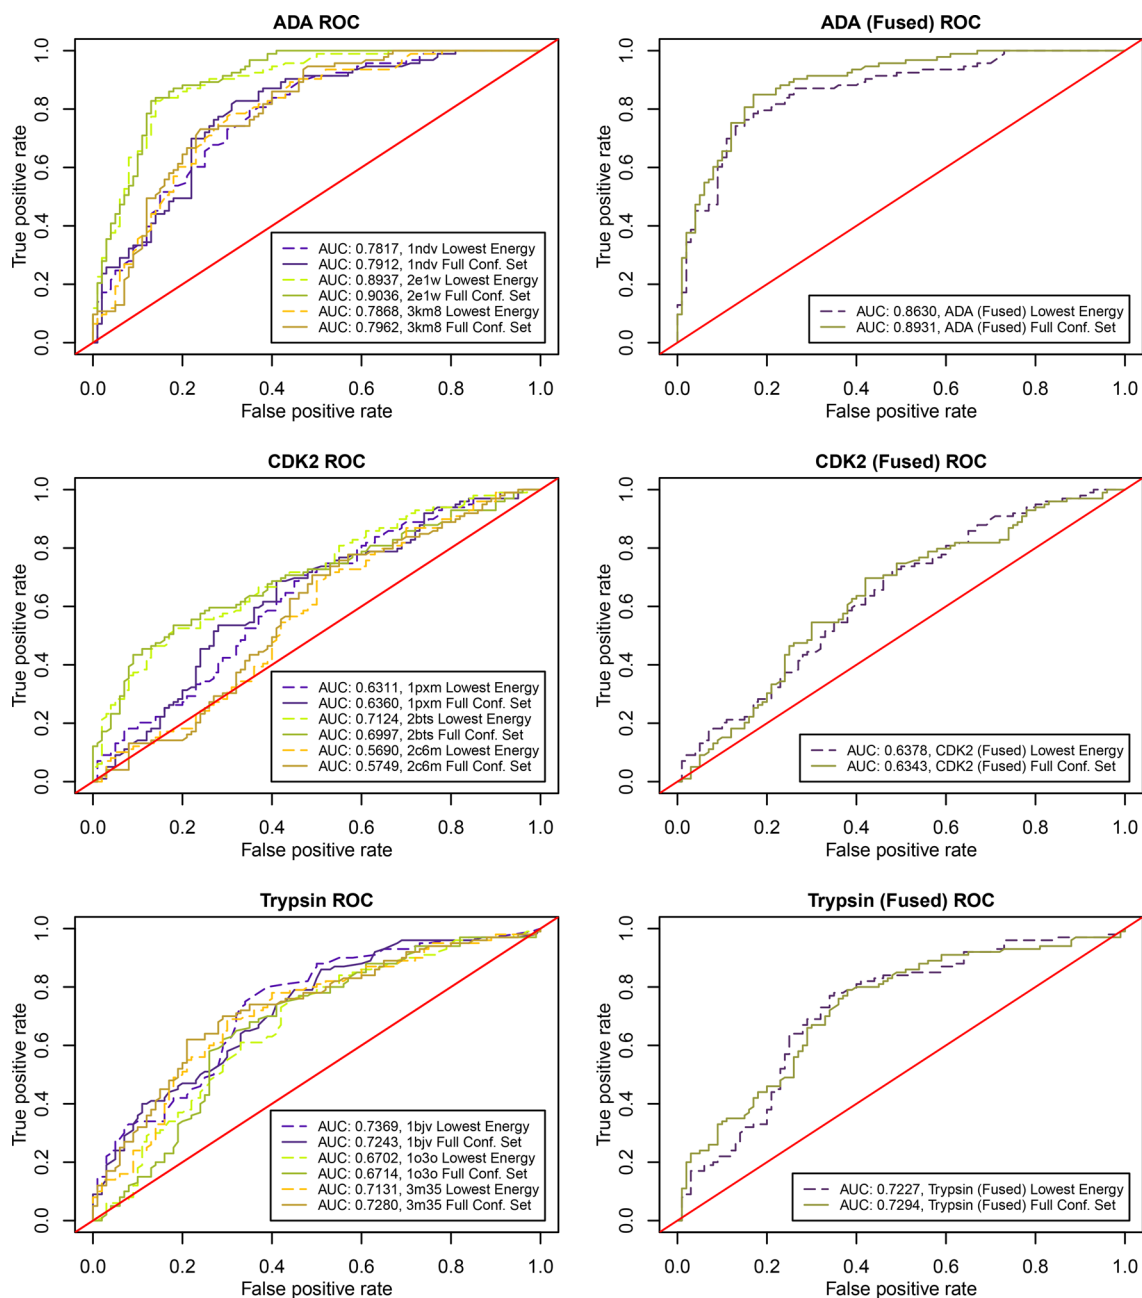 ADA ROC
True positive rate
1.0
0.8
0.6
0.4
0.2
0.0
AUC: 0.7817, 1ndv Lowest Energy
AUC: 0.7912, 1ndv Full Conf. Set
AUC: 0.8937, 2e1w Lowest Energy
AUC: 0.9036, 2e1w Full Conf. Set
AUC: 0.7868, 3km8 Lowest Energy
AUC: 0.7962, 3km8 Full Conf. Set
0.0 0.2 0.4 0.6 0.8 1.0
False positive rate
ADA (Fused) ROC
True positive rate
1.0
0.8
0.6
0.4
0.2
0.0
AUC: 0.8630, ADA (Fused) Lowest Energy
AUC: 0.8931, ADA (Fused) Full Conf. Set
0.0 0.2 0.4 0.6 0.8 1.0
False positive rate
CDK2 ROC
True positive rate
1.0
0.8
0.6
0.4
0.2
0.0
AUC: 0.6311, 1pxm Lowest Energy
AUC: 0.6360, 1pxm Full Conf. Set
AUC: 0.7124, 2bts Lowest Energy
AUC: 0.6997, 2bts Full Conf. Set
AUC: 0.5690, 2c6m Lowest Energy
AUC: 0.5749, 2c6m Full Conf. Set
0.0 0.2 0.4 0.6 0.8 1.0
False positive rate
CDK2 (Fused) ROC
True positive rate
1.0
0.8
0.6
0.4
0.2
0.0
AUC: 0.6378, CDK2 (Fused) Lowest Energy
AUC: 0.6343, CDK2 (Fused) Full Conf. Set
0.0 0.2 0.4 0.6 0.8 1.0
False positive rate
Trypsin ROC
True positive rate
1.0
0.8
0.6
0.4
0.2
0.0
AUC: 0.7369, 1bjv Lowest Energy
AUC: 0.7243, 1bjv Full Conf. Set
AUC: 0.6702, 1o3o Lowest Energy
AUC: 0.6714, 1o3o Full Conf. Set
AUC: 0.7131, 3m35 Lowest Energy
AUC: 0.7280, 3m35 Full Conf. Set
0.0 0.2 0.4 0.6 0.8 1.0
False positive rate
Trypsin (Fused) ROC
True positive rate
1.0
0.8
0.6
0.4
0.2
0.0
AUC: 0.7227, Trypsin (Fused) Lowest Energy
AUC: 0.7294, Trypsin (Fused) Full Conf. Set
0.0 0.2 0.4 0.6 0.8 1.0
False positive rate